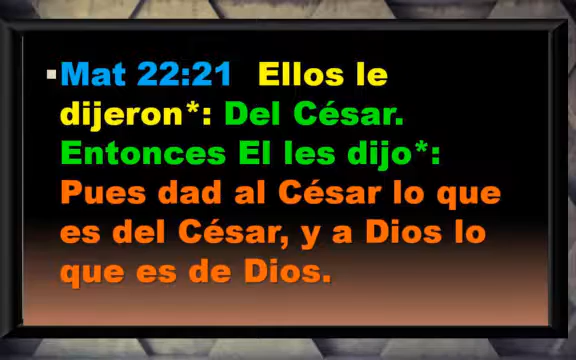 ▪Mat 22:21 Ellos le
dijeron*: Del César.
Entonces El les dijo*:
Pues dad al César lo que
es del César, y a Dios lo
que es de Dios.